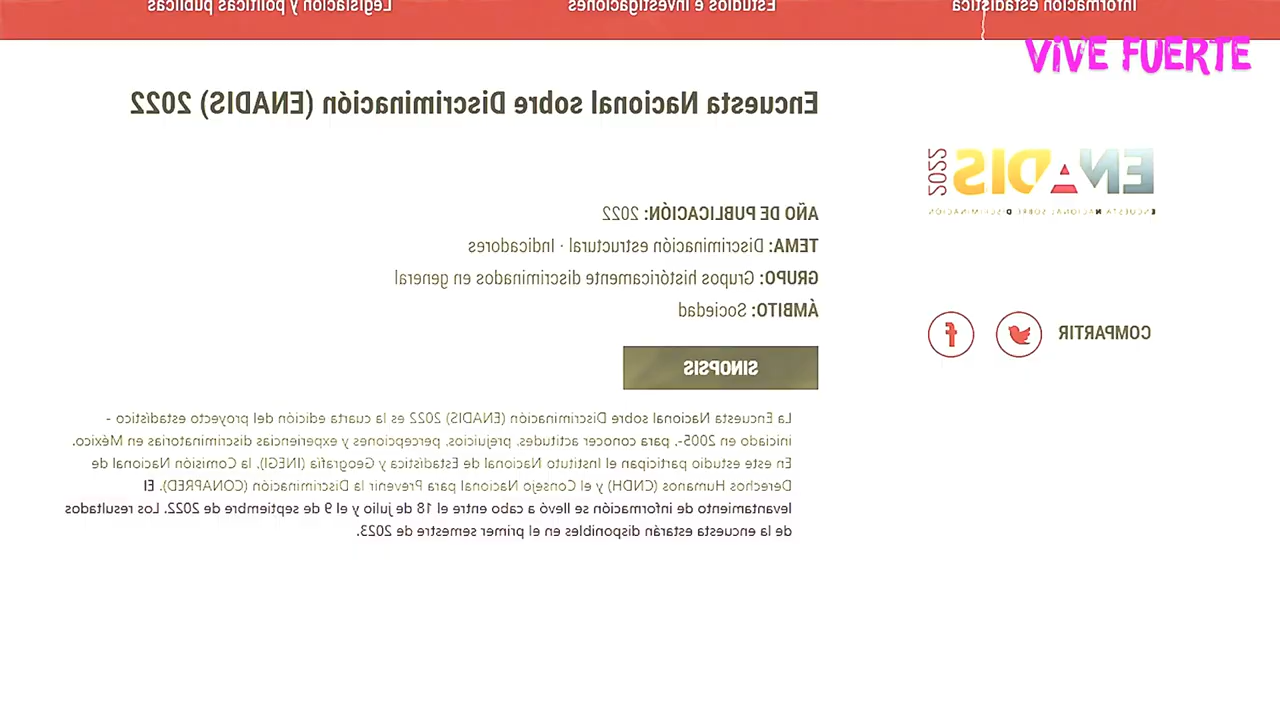 Información estadística
Estudios e investigaciones
Legislación y políticas públicas
VIVE FUERTE
ENADIS 2022
ENCUESTA NACIONAL SOBRE DISCRIMINACIÓN
COMPARTIR
Encuesta Nacional sobre Discriminación (ENADIS) 2022
AÑO DE PUBLICACIÓN: 2022
TEMA: Discriminación estructural · Indicadores
GRUPO: Grupos históricamente discriminados en general
ÁMBITO: Sociedad
SINOPSIS
La Encuesta Nacional sobre Discriminación (ENADIS) 2022 es la cuarta edición del proyecto estadístico -
iniciado en 2005-, para conocer actitudes, prejuicios, percepciones y experiencias discriminatorias en México.
En este estudio participan el Instituto Nacional de Estadística y Geografía (INEGI), la Comisión Nacional de
Derechos Humanos (CNDH) y el Consejo Nacional para Prevenir la Discriminación (CONAPRED). El
levantamiento de información se llevó a cabo entre el 18 de julio y el 9 de septiembre de 2022. Los resultados
de la encuesta estarán disponibles en el primer semestre de 2023.